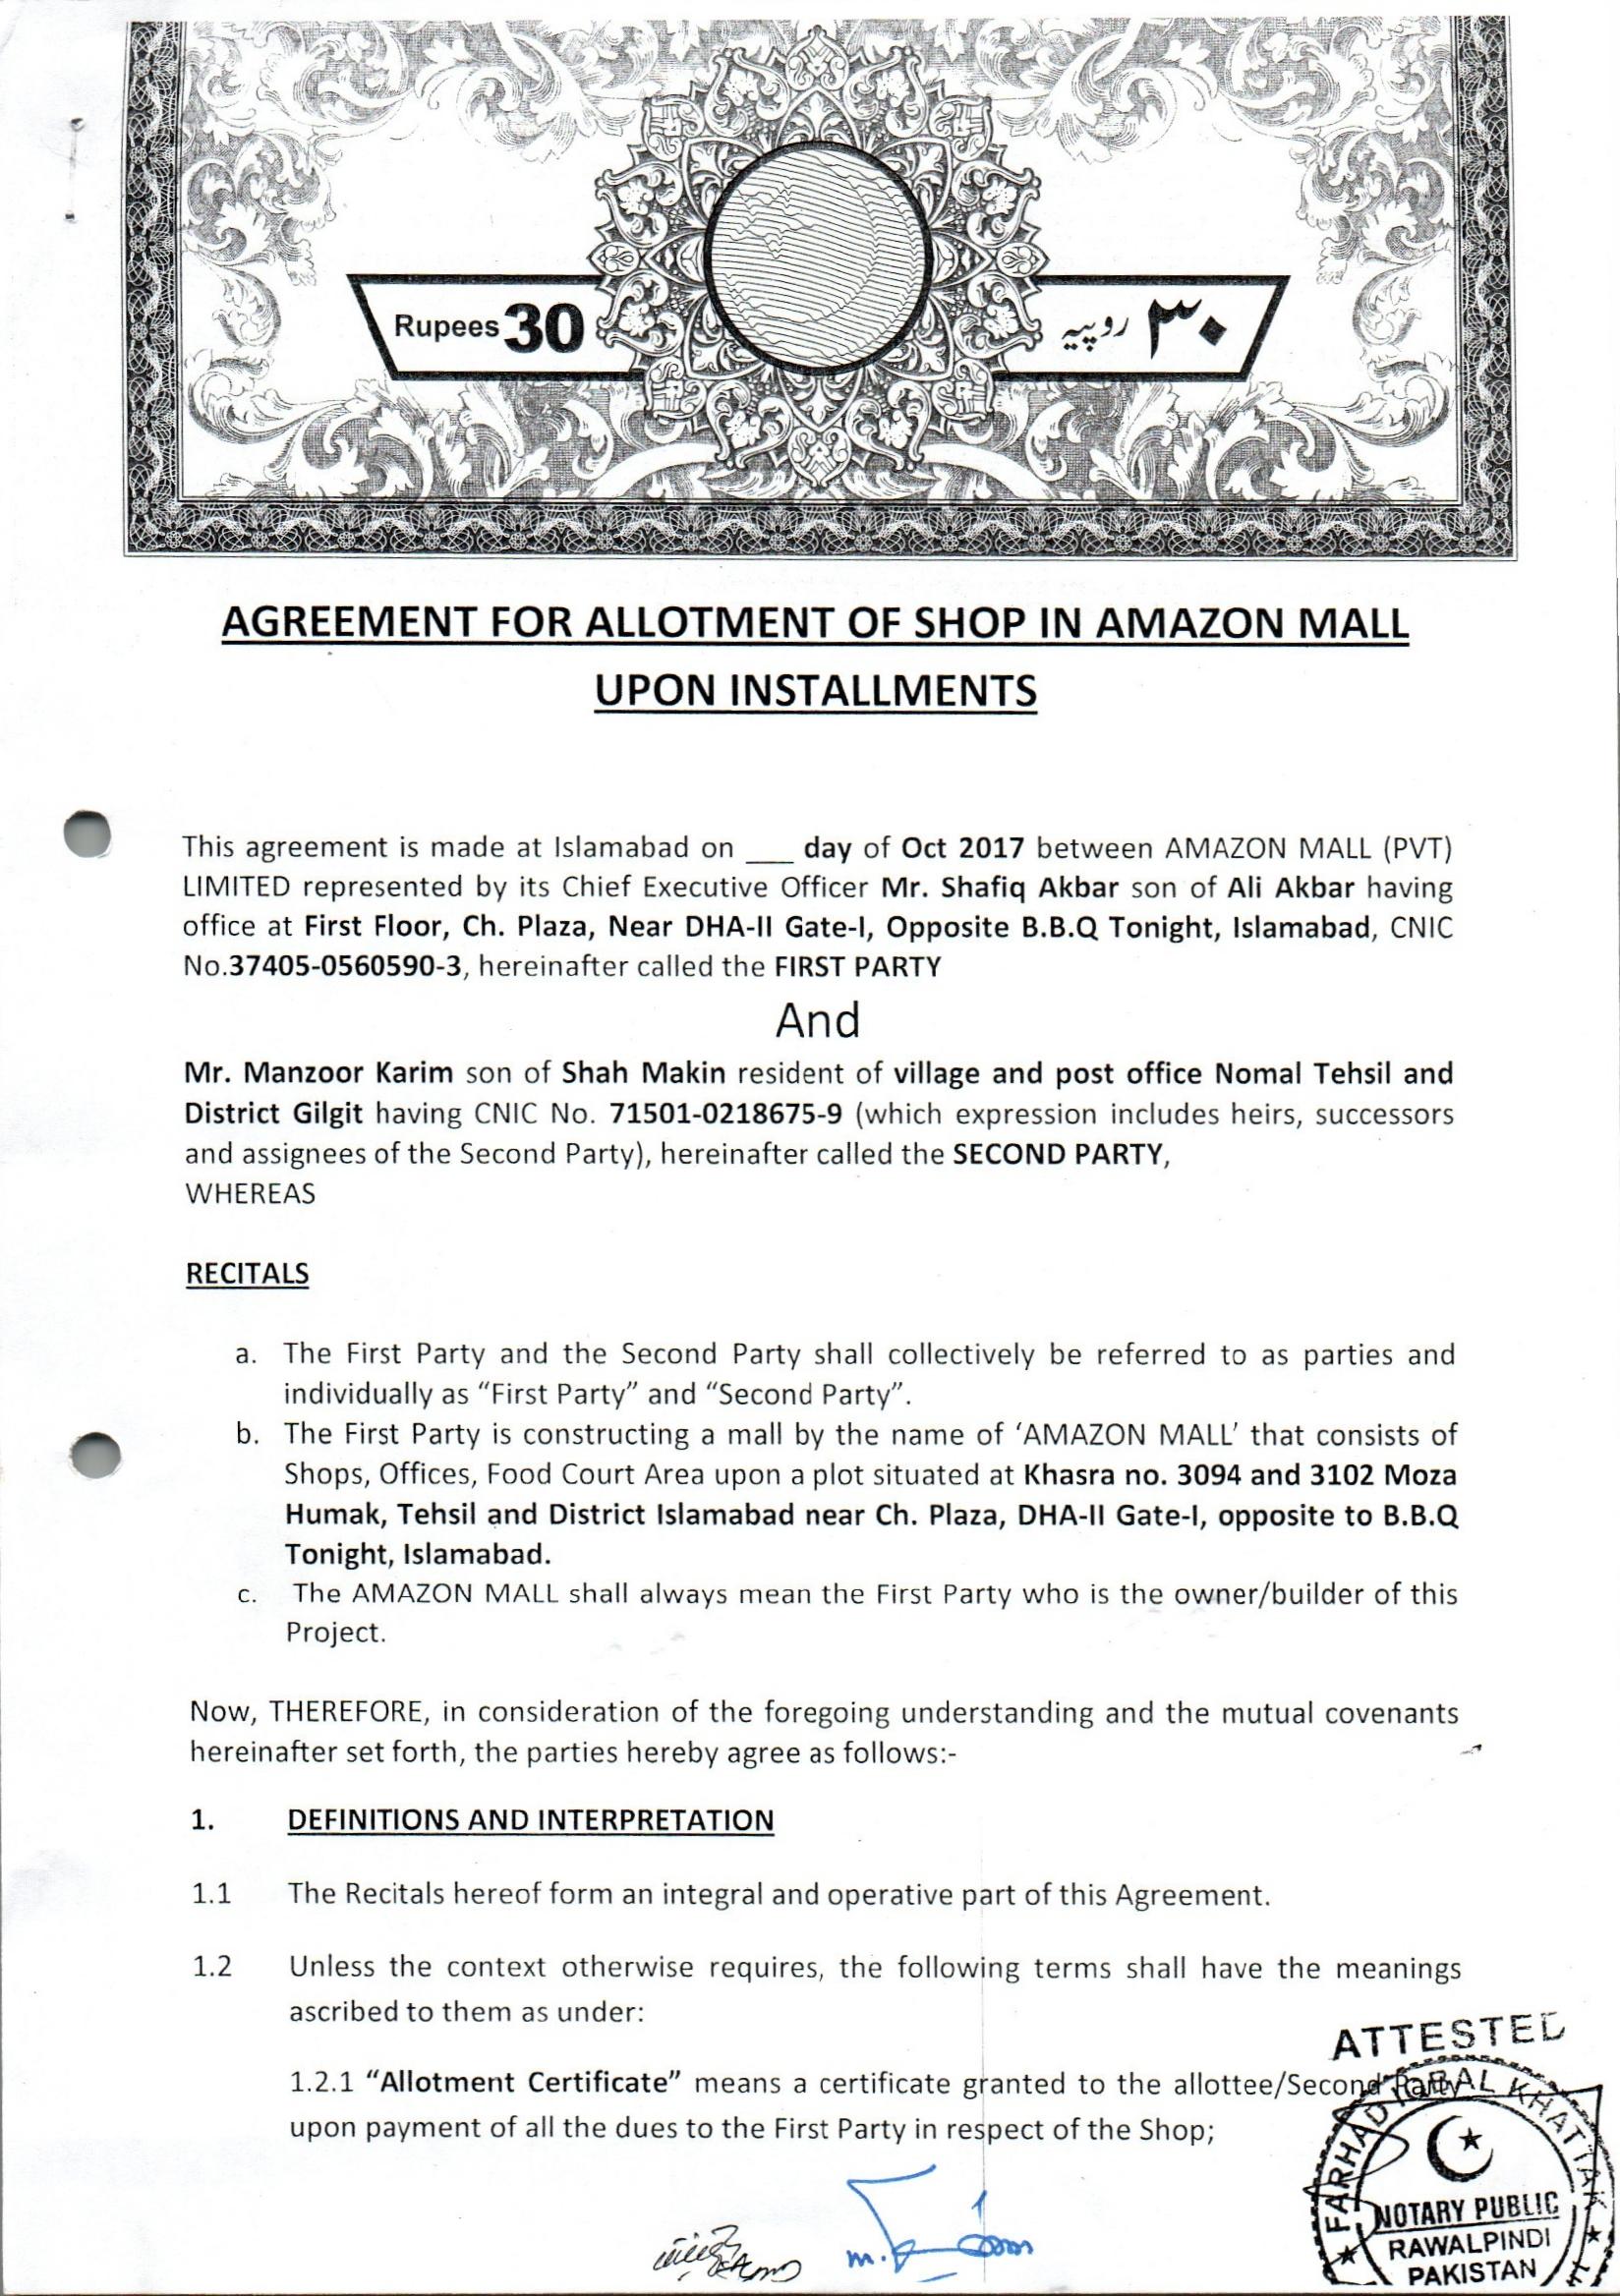 Rupees 30
۳۰ روپیہ
AGREEMENT FOR ALLOTMENT OF SHOP IN AMAZON MALL
UPON INSTALLMENTS
This agreement is made at Islamabad on ___ day of Oct 2017 between AMAZON MALL (PVT)
LIMITED represented by its Chief Executive Officer Mr. Shafiq Akbar son of Ali Akbar having
office at First Floor, Ch. Plaza, Near DHA-II Gate-I, Opposite B.B.Q Tonight, Islamabad, CNIC
No.37405-0560590-3, hereinafter called the FIRST PARTY
And
Mr. Manzoor Karim son of Shah Makin resident of village and post office Nomal Tehsil and
District Gilgit having CNIC No. 71501-0218675-9 (which expression includes heirs, successors
and assignees of the Second Party), hereinafter called the SECOND PARTY,
WHEREAS
RECITALS
a. The First Party and the Second Party shall collectively be referred to as parties and
individually as “First Party” and “Second Party”.
b. The First Party is constructing a mall by the name of ‘AMAZON MALL’ that consists of
Shops, Offices, Food Court Area upon a plot situated at Khasra no. 3094 and 3102 Moza
Humak, Tehsil and District Islamabad near Ch. Plaza, DHA-II Gate-I, opposite to B.B.Q
Tonight, Islamabad.
c. The AMAZON MALL shall always mean the First Party who is the owner/builder of this
Project.
Now, THEREFORE, in consideration of the foregoing understanding and the mutual covenants
hereinafter set forth, the parties hereby agree as follows:-
1. DEFINITIONS AND INTERPRETATION
1.1 The Recitals hereof form an integral and operative part of this Agreement.
1.2 Unless the context otherwise requires, the following terms shall have the meanings
ascribed to them as under:
1.2.1 “Allotment Certificate” means a certificate granted to the allottee/Second Party
upon payment of all the dues to the First Party in respect of the Shop;
ATTESTED
FARHAD IQBAL KHATTAK
NOTARY PUBLIC
RAWALPINDI
PAKISTAN